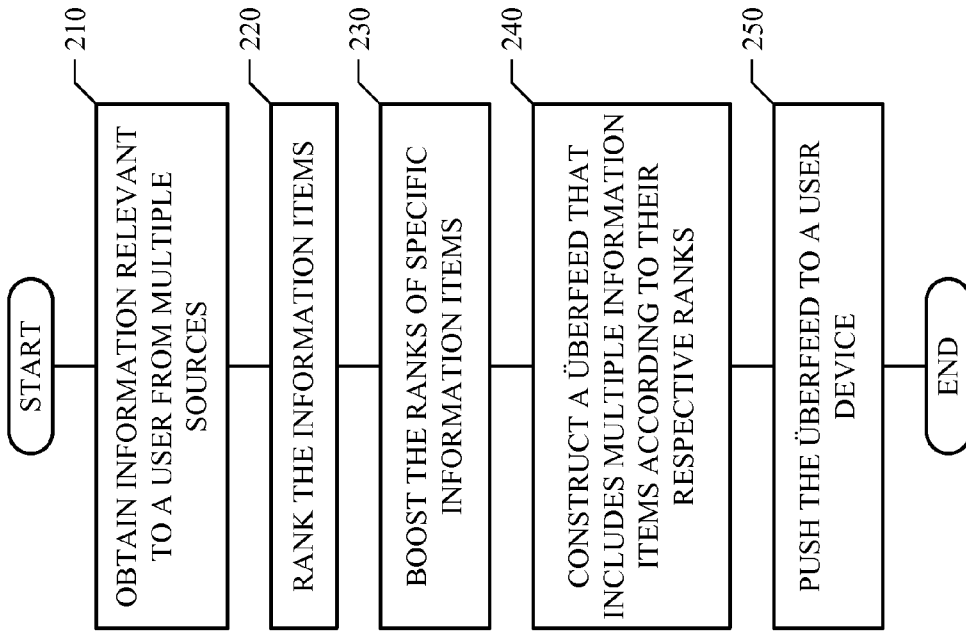 START
210
OBTAIN INFORMATION RELEVANT
TO A USER FROM MULTIPLE
SOURCES
220
RANK THE INFORMATION ITEMS
230
BOOST THE RANKS OF SPECIFIC
INFORMATION ITEMS
240
CONSTRUCT A ÜBERFEED THAT
INCLUDES MULTIPLE INFORMATION
ITEMS ACCORDING TO THEIR
RESPECTIVE RANKS
250
PUSH THE ÜBERFEED TO A USER
DEVICE
END